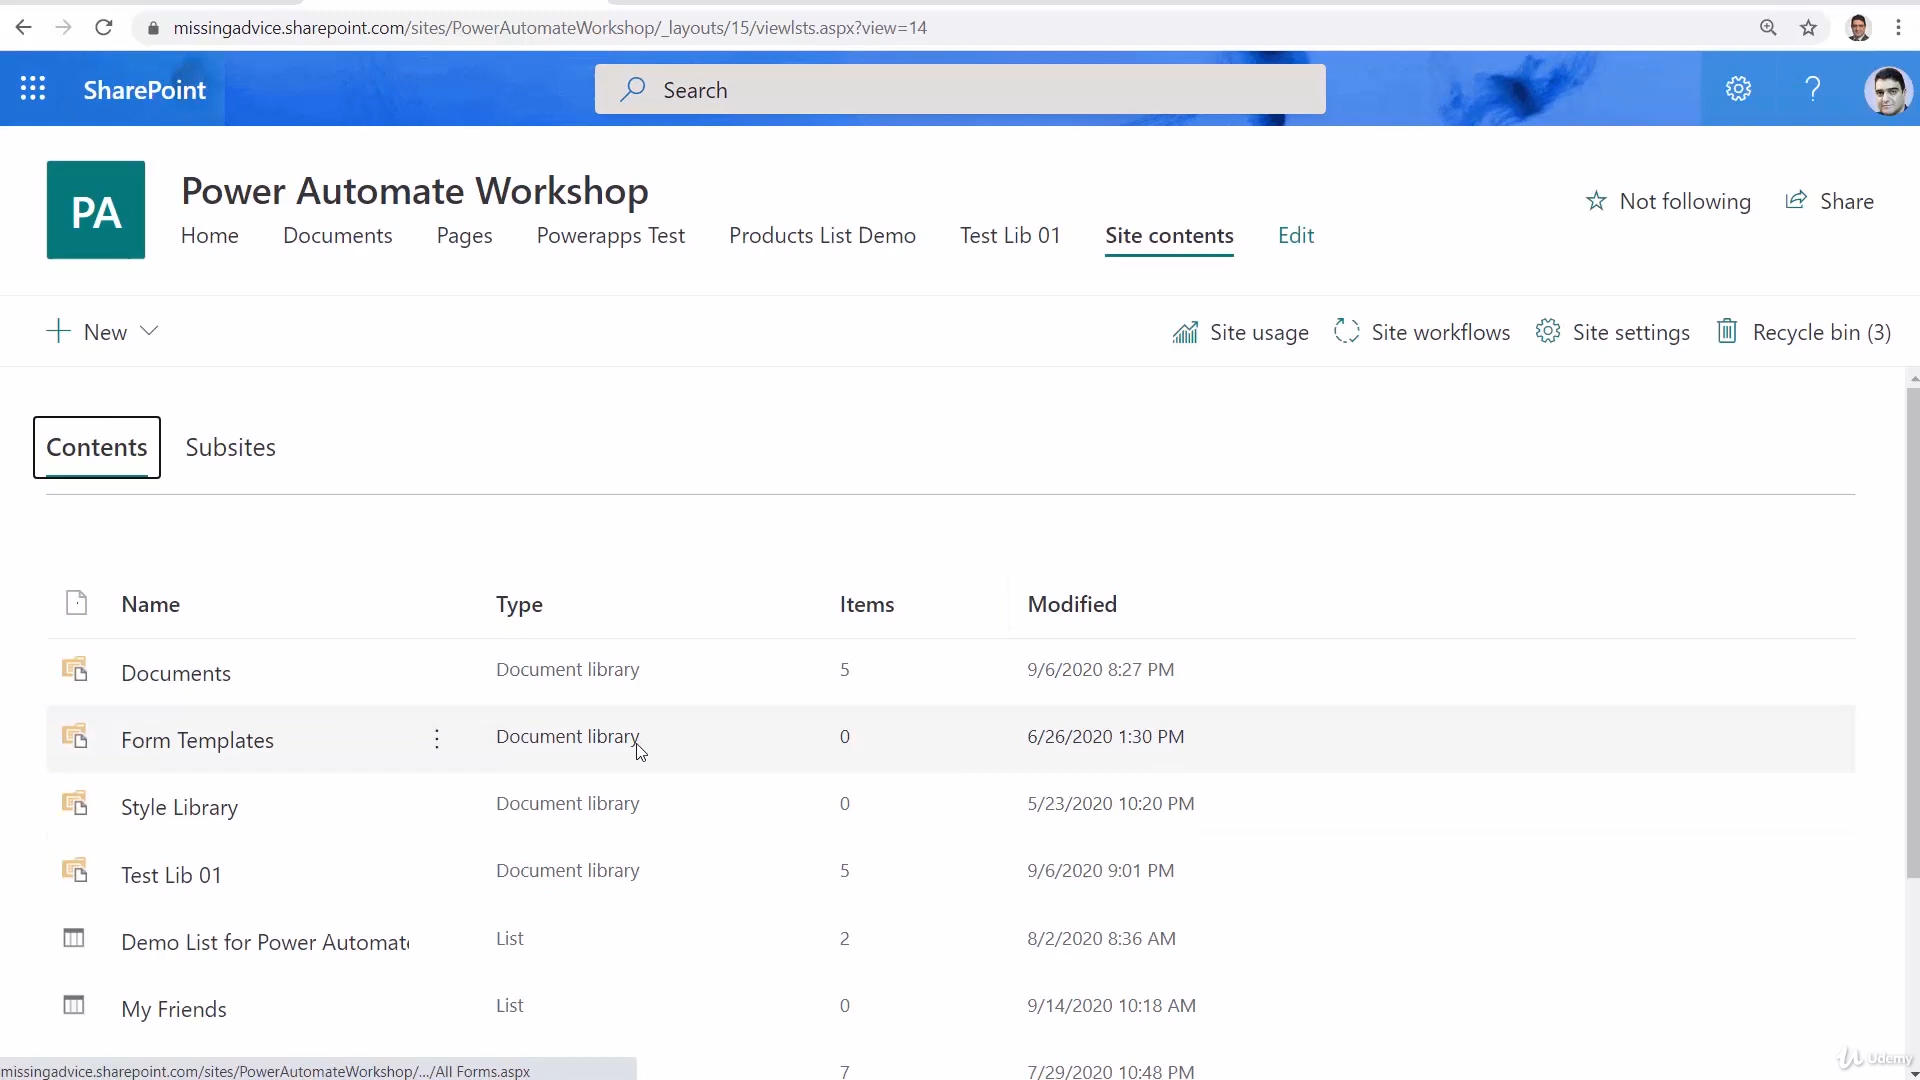 missingadvice.sharepoint.com/sites/PowerAutomateWorkshop/_layouts/15/viewlsts.aspx?view=14
SharePoint
Search
PA
Power Automate Workshop
Home Documents Pages Powerapps Test Products List Demo Test Lib 01 Site contents Edit
Not following Share
New
Site usage Site workflows Site settings Recycle bin (3)
Contents Subsites
Name Type Items Modified
Documents Document library 5 9/6/2020 8:27 PM
Form Templates Document library 0 6/26/2020 1:30 PM
Style Library Document library 0 5/23/2020 10:20 PM
Test Lib 01 Document library 5 9/6/2020 9:01 PM
Demo List for Power Automate List 2 8/2/2020 8:36 AM
My Friends List 0 9/14/2020 10:18 AM
7 7/29/2020 10:48 PM
missingadvice.sharepoint.com/sites/PowerAutomateWorkshop/.../All Forms.aspx
Udemy